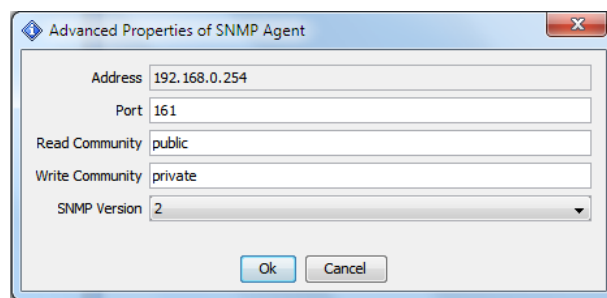 Advanced Properties of SNMP Agent
Address 192.168.0.254
Port 161
Read Community public
Write Community private
SNMP Version 2
Ok Cancel